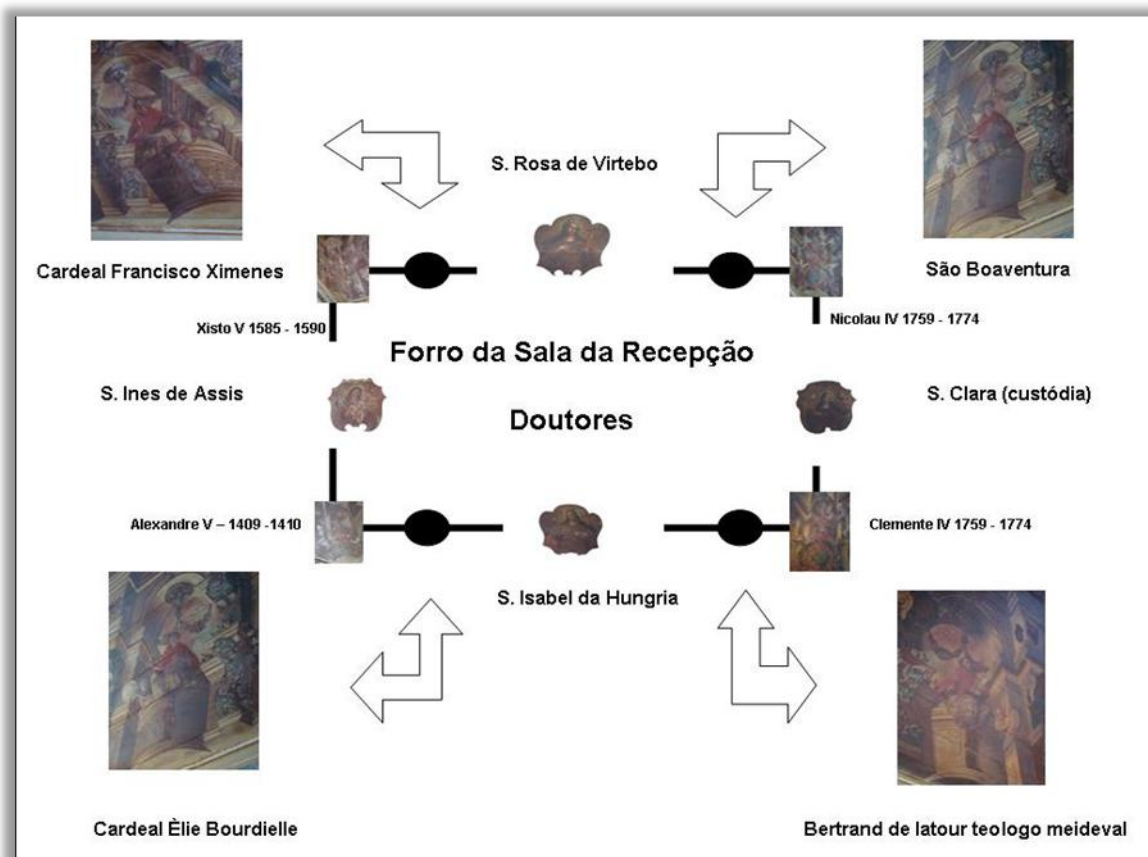 S. Rosa de Virtebo
Cardeal Francisco Ximenes
São Boaventura
Xisto V 1585 - 1590
Nicolau IV 1759 - 1774
Forro da Sala da Recepção
S. Ines de Assis
S. Clara (custódia)
Doutores
Alexandre V – 1409 -1410
Clemente IV 1759 - 1774
S. Isabel da Hungria
Cardeal Èlie Bourdielle
Bertrand de latour teologo meideval